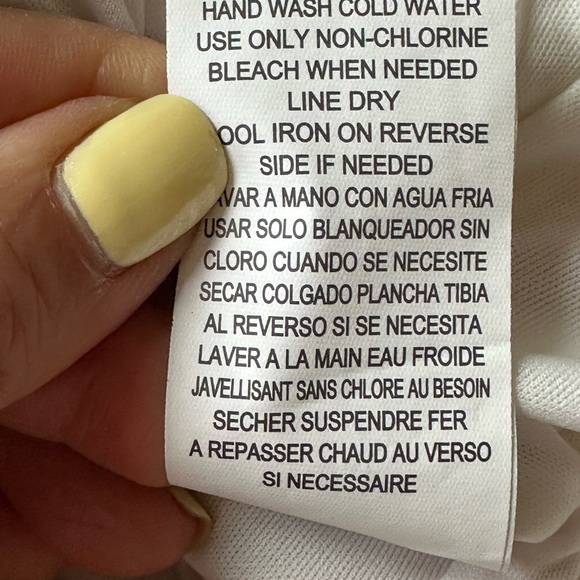 HAND WASH COLD WATER
USE ONLY NON-CHLORINE
BLEACH WHEN NEEDED
LINE DRY
OOL IRON ON REVERSE
SIDE IF NEEDED
AVAR A MANO CON AGUA FRIA
USAR SOLO BLANQUEADOR SIN
CLORO CUANDO SE NECESITE
SECAR COLGADO PLANCHA TIBIA
AL REVERSO SI SE NECESITA
LAVER A LA MAIN EAU FROIDE
JAVELLISANT SANS CHLORE AU BESOIN
SECHER SUSPENDRE FER
A REPASSER CHAUD AU VERSO
SI NECESSAIRE